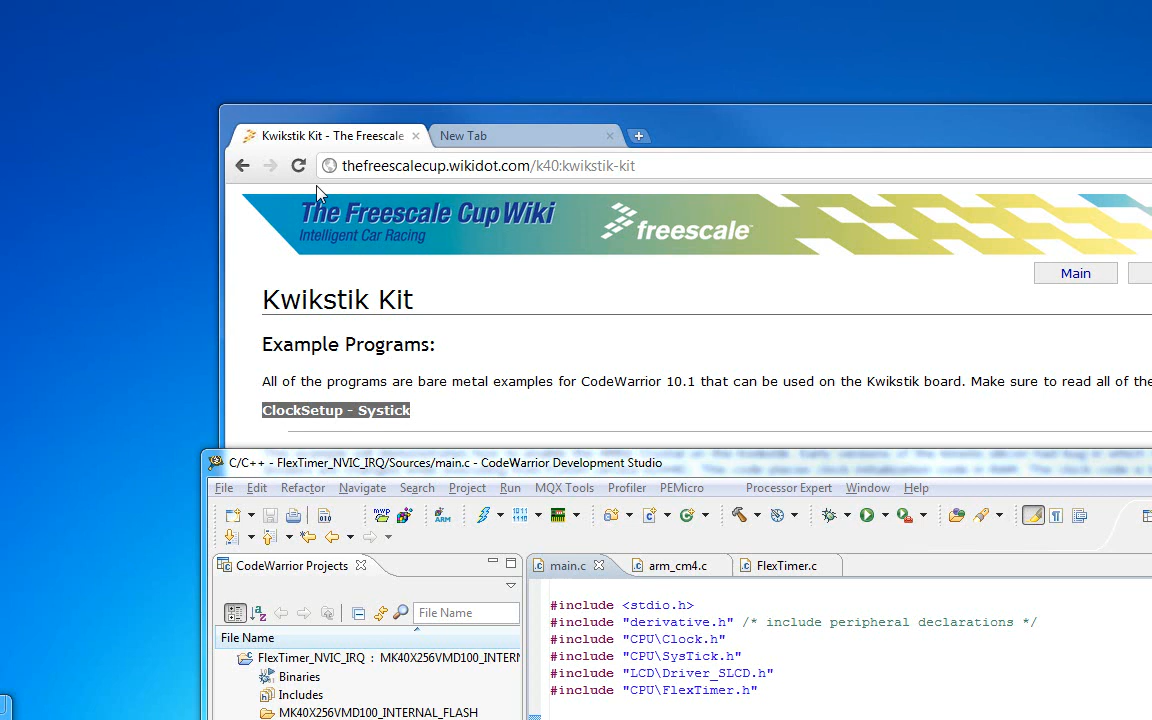 Kwikstik Kit - The Freescale
New Tab
thefreescalecup.wikidot.com/k40:kwikstik-kit
The Freescale Cup Wiki
Intelligent Car Racing
freescale
Main
Kwikstik Kit
Example Programs:
All of the programs are bare metal examples for CodeWarrior 10.1 that can be used on the Kwikstik board. Make sure to read all of the
ClockSetup - Systick
C/C++ - FlexTimer_NVIC_IRQ/Sources/main.c - CodeWarrior Development Studio
File Edit Refactor Navigate Search Project Run MQX Tools Profiler PEMicro Processor Expert Window Help
CodeWarrior Projects
main.c
arm_cm4.c
FlexTimer.c
File Name
File Name
FlexTimer_NVIC_IRQ : MK40X256VMD100_INTERN
Binaries
Includes
MK40X256VMD100_INTERNAL_FLASH
#include <stdio.h>
#include "derivative.h" /* include peripheral declarations */
#include "CPU\Clock.h"
#include "CPU\SysTick.h"
#include "LCD\Driver_SLCD.h"
#include "CPU\FlexTimer.h"